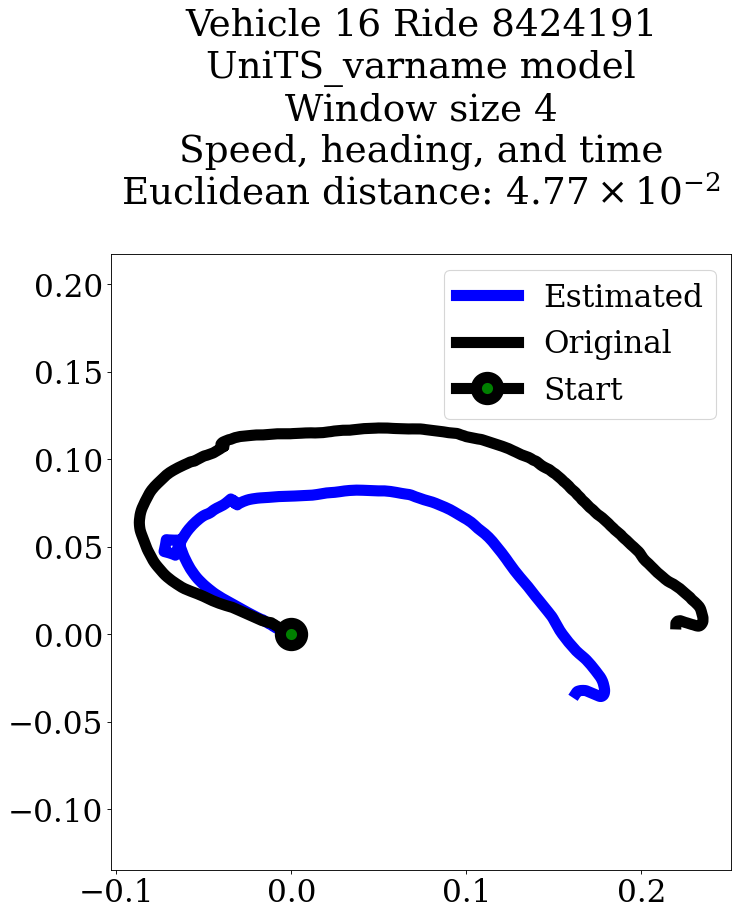 Vehicle 16 Ride 8424191
UniTS_varname model
Window size 4
Speed, heading, and time
Euclidean distance: 4.77 × 10⁻²
Estimated
Original
Start
0.20
0.15
0.10
0.05
0.00
−0.05
−0.10
−0.1 0.0 0.1 0.2